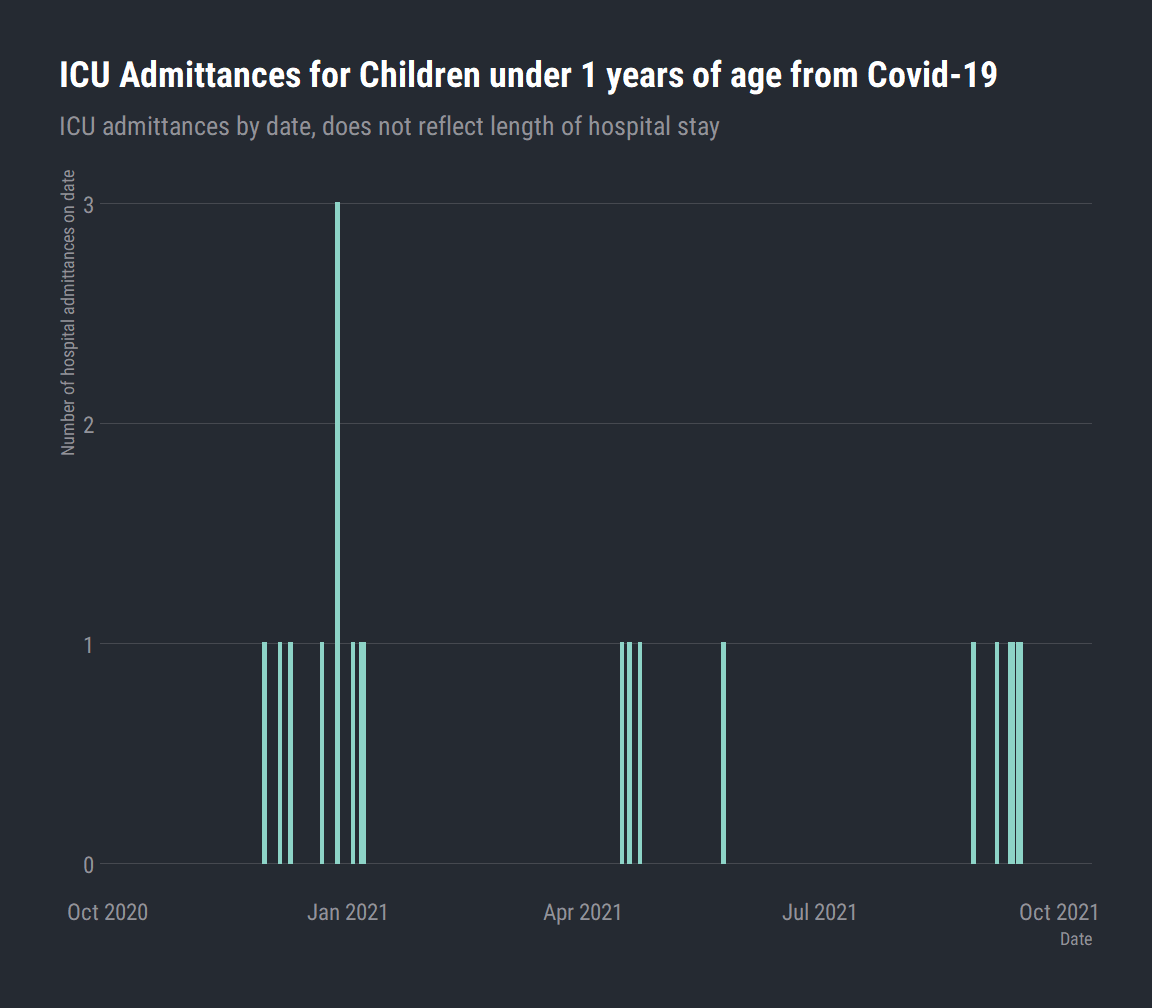 ICU Admittances for Children under 1 years of age from Covid-19
ICU admittances by date, does not reflect length of hospital stay
Number of hospital admittances on date
3
2
1
0
Oct 2020 Jan 2021 Apr 2021 Jul 2021 Oct 2021
Date